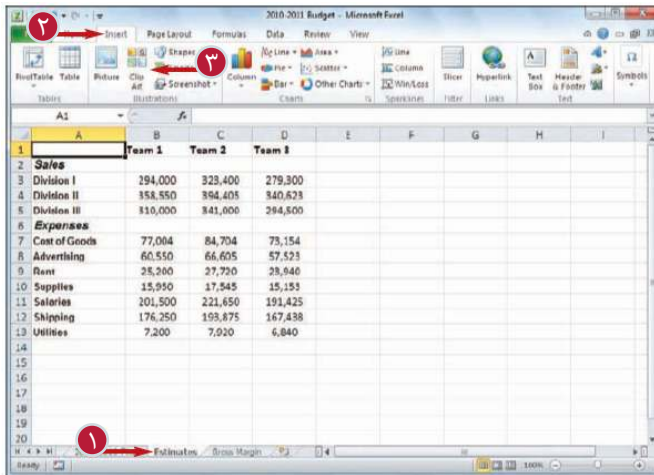 2010-2011 Budget - Microsoft Excel
٢
Insert Page Layout Formulas Data Review View
PivotTable Table Picture Clip Art Shapes Screenshot Column Line Pie Bar Area Scatter Other Charts Line Column Win/Loss Slicer Hyperlink Text Box Header & Footer Symbols
٣
Tables Illustrations Charts Sparklines Filter Links Text
A1 fx
A B C D E F G H I
1 Team 1 Team 2 Team 3
2 Sales
3 Division I 294,000 323,400 279,300
4 Division II 358,550 394,405 340,623
5 Division III 310,000 341,000 294,500
6 Expenses
7 Cost of Goods 77,004 84,704 73,154
8 Advertising 60,550 66,605 57,523
9 Rent 25,200 27,720 23,940
10 Supplies 15,950 17,545 15,153
11 Salaries 201,500 221,650 191,425
12 Shipping 176,250 193,875 167,438
13 Utilities 7,200 7,920 6,840
14
15
16
17
18
19
20
١
Estimates Gross Margin
Ready 100%